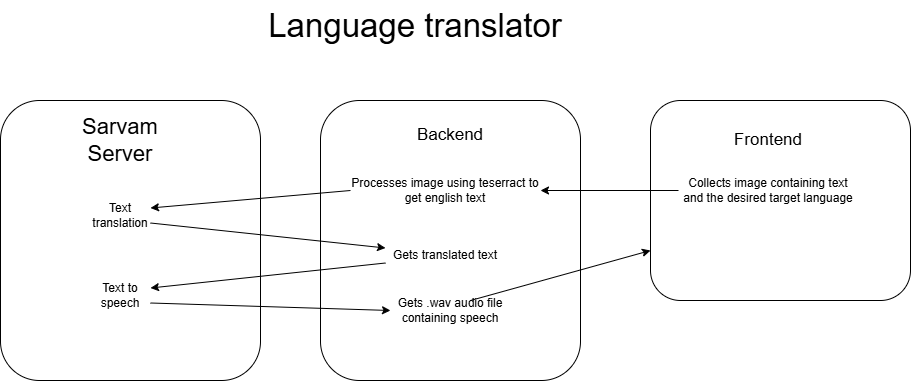 Language translator
Sarvam
Server
Text
translation
Text to
speech
Backend
Processes image using teserract to
get english text
Gets translated text
Gets .wav audio file
containing speech
Frontend
Collects image containing text
and the desired target language